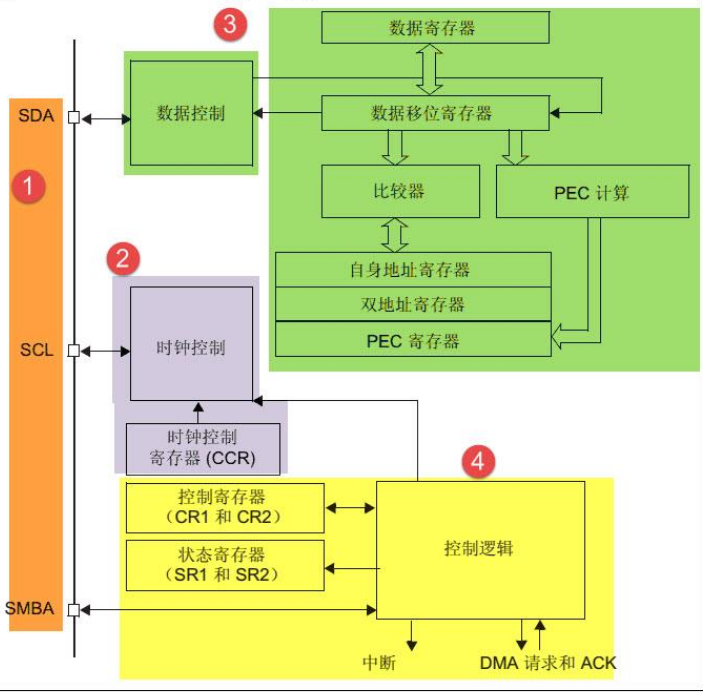 3
数据寄存器
SDA
数据控制
数据移位寄存器
1
比较器
PEC 计算
2
自身地址寄存器
双地址寄存器
PEC 寄存器
SCL
时钟控制
时钟控制
寄存器 (CCR)
4
控制寄存器
（CR1 和 CR2）
控制逻辑
状态寄存器
（SR1 和 SR2）
SMBA
中断
DMA 请求和 ACK